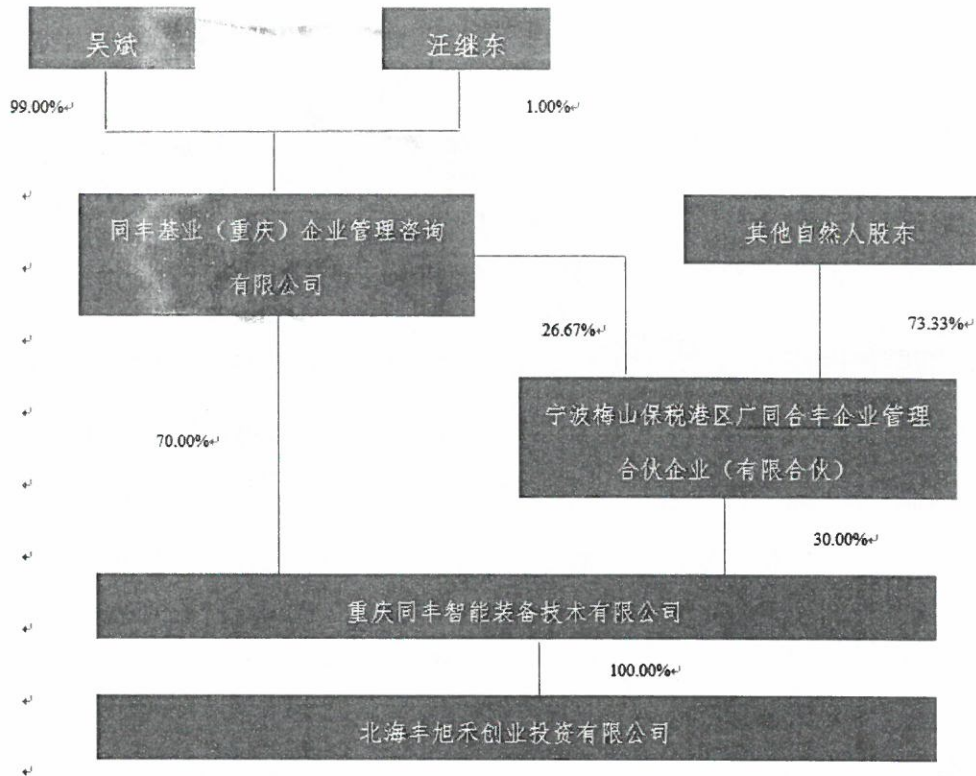 吴斌
汪继东
99.00%
1.00%
同丰基业（重庆）企业管理咨询
有限公司
其他自然人股东
26.67%
73.33%
宁波梅山保税港区广同合丰企业管理
合伙企业（有限合伙）
70.00%
30.00%
重庆同丰智能装备技术有限公司
100.00%
北海丰旭禾创业投资有限公司